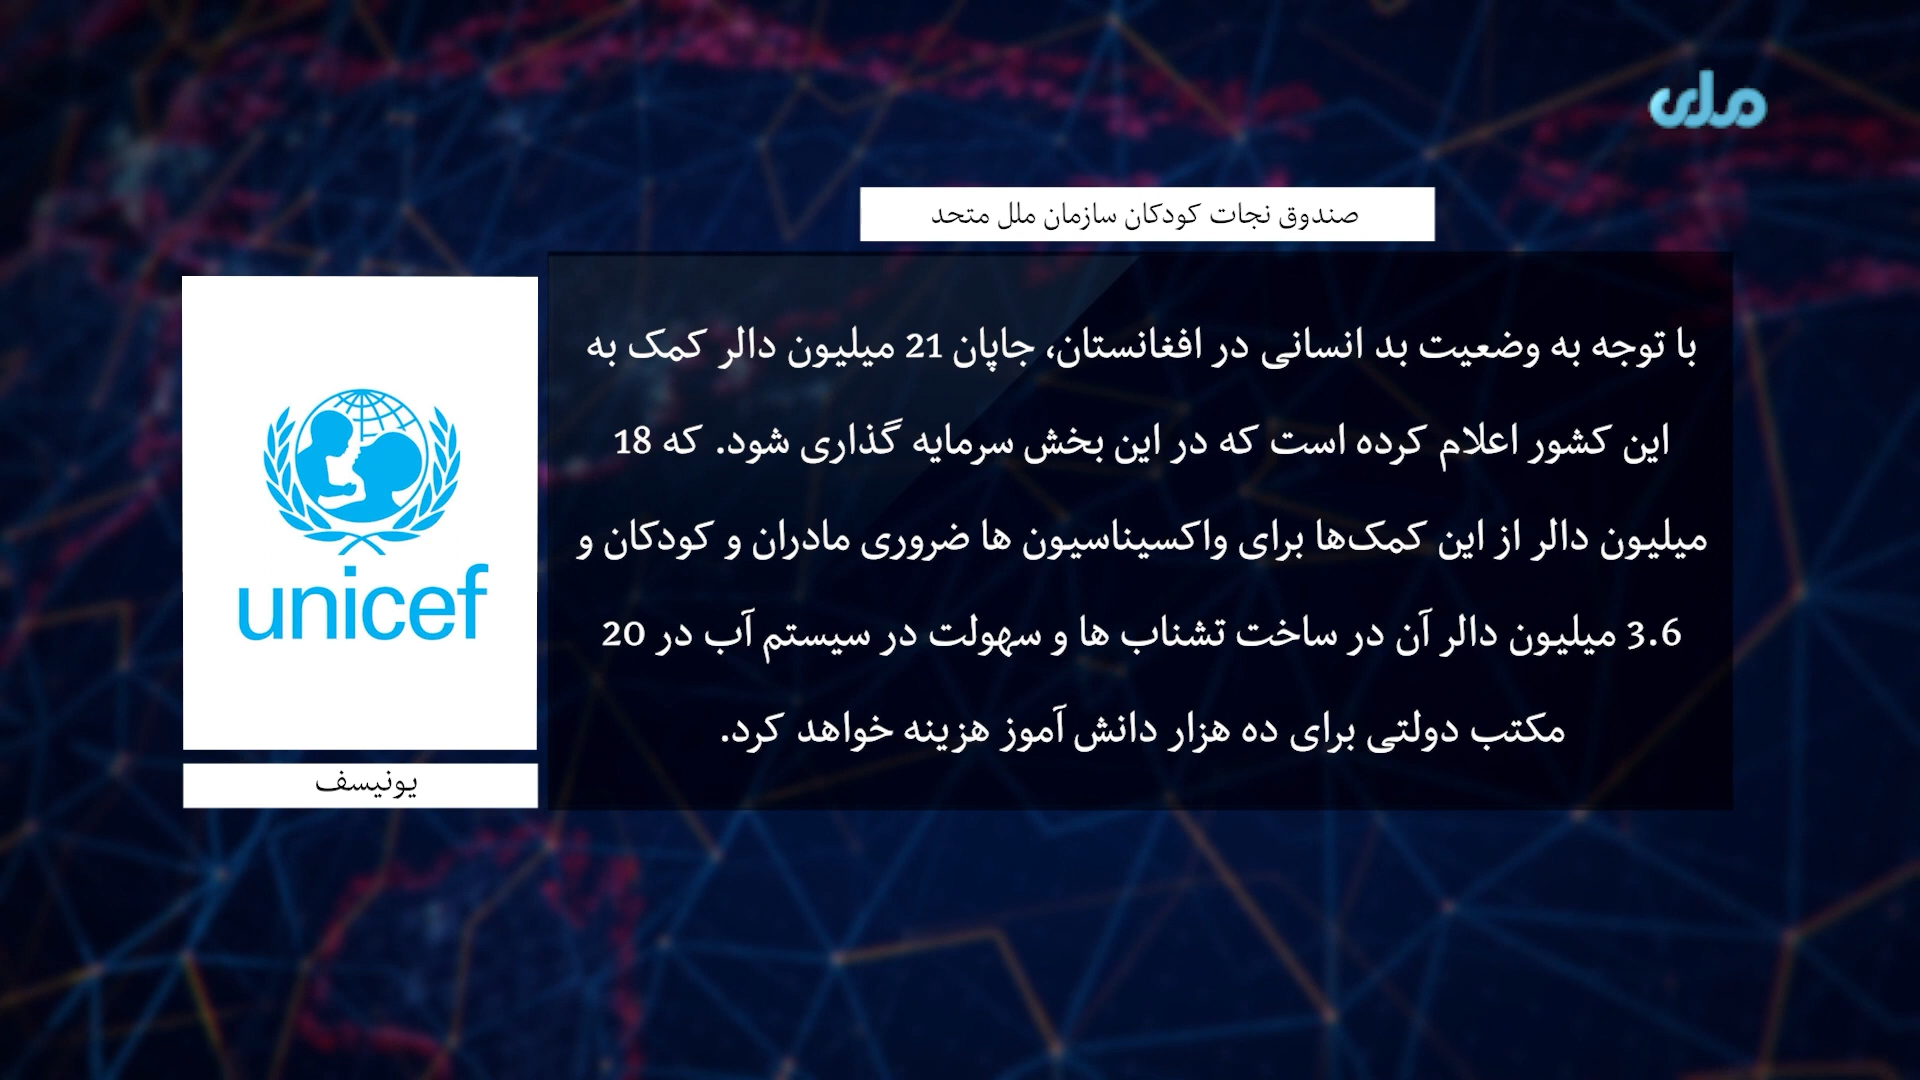 ملی
صندوق نجات کودکان سازمان ملل متحد
با توجه به وضعیت بد انسانی در افغانستان، جاپان 21 میلیون دالر کمک به
این کشور اعلام کرده است که در این بخش سرمایه گذاری شود. که 18
میلیون دالر از این کمک‌ها برای واکسیناسیون ها ضروری مادران و کودکان و
3.6 میلیون دالر آن در ساخت تشناب ها و سهولت در سیستم آب در 20
مکتب دولتی برای ده هزار دانش آموز هزینه خواهد کرد.
unicef
یونیسف